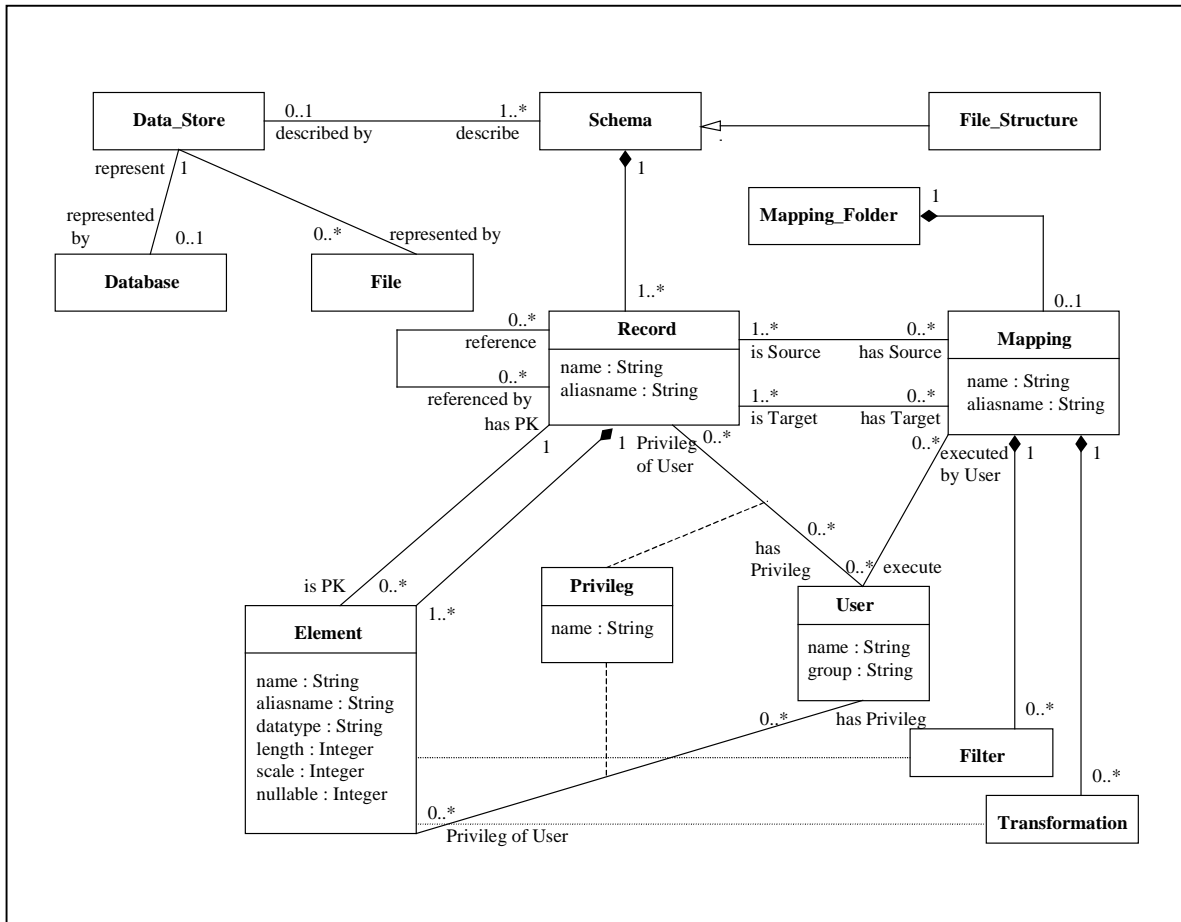 Data_Store
0..1
described by
1..*
describe
Schema
File_Structure
represent
1
1
represented
by
0..1
0..*
represented by
Mapping_Folder
1
Database
File
1..*
0..1
0..*
reference
0..*
referenced by
Record
name : String
aliasname : String
1..*
is Source
0..*
has Source
1..*
is Target
0..*
has Target
Mapping
name : String
aliasname : String
has PK
1
1
Privileg
of User
0..*
0..*
executed
by User
1
1
0..*
has
Privileg
0..*
execute
is PK
0..*
1..*
Privileg
name : String
User
name : String
group : String
Element
name : String
aliasname : String
datatype : String
length : Integer
scale : Integer
nullable : Integer
0..*
has Privileg
0..*
Filter
0..*
Privileg of User
0..*
Transformation